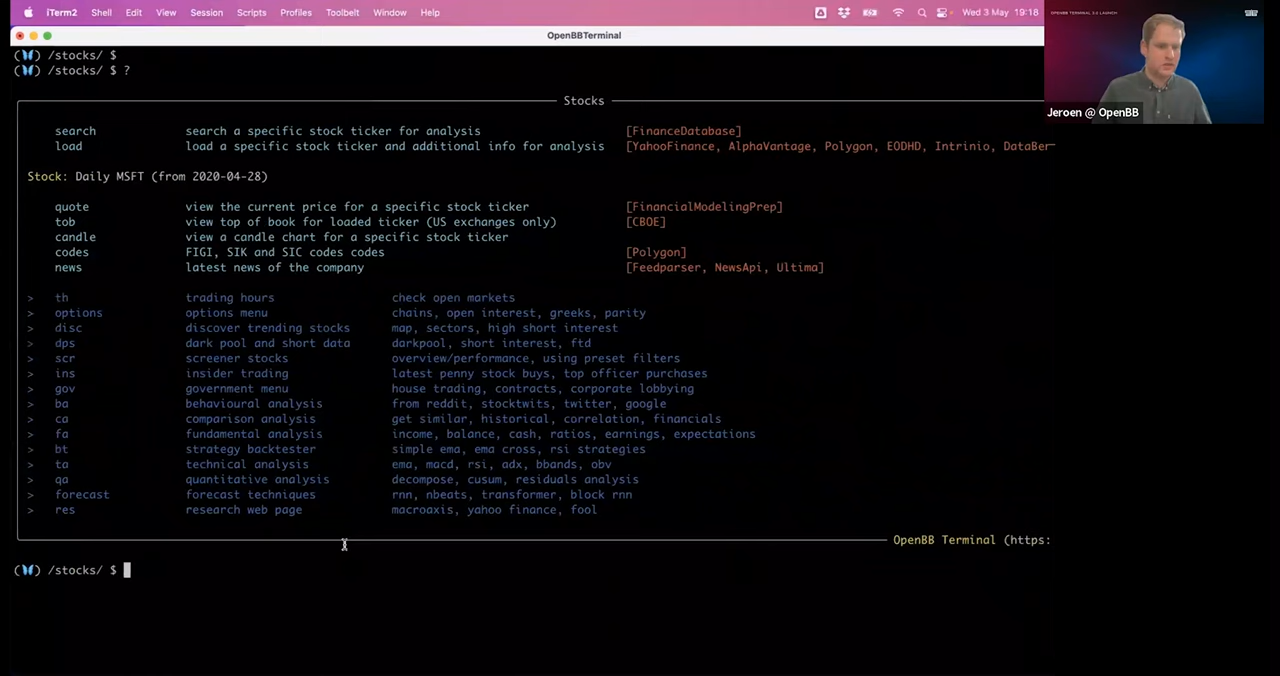 iTerm2 Shell Edit View Session Scripts Profiles Toolbelt Window Help Wed 3 May 19:18
OpenBBTerminal
OPENBB TERMINAL 3.0 LAUNCH
Jeroen @ OpenBB
(🦋) /stocks/ $
(🦋) /stocks/ $ ?
Stocks
search search a specific stock ticker for analysis [FinanceDatabase]
load load a specific stock ticker and additional info for analysis [YahooFinance, AlphaVantage, Polygon, EODHD, Intrinio, DataBer
Stock: Daily MSFT (from 2020-04-28)
quote view the current price for a specific stock ticker [FinancialModelingPrep]
tob view top of book for loaded ticker (US exchanges only) [CBOE]
candle view a candle chart for a specific stock ticker
codes FIGI, SIK and SIC codes codes [Polygon]
news latest news of the company [Feedparser, NewsApi, Ultima]
> th trading hours check open markets
> options options menu chains, open interest, greeks, parity
> disc discover trending stocks map, sectors, high short interest
> dps dark pool and short data darkpool, short interest, ftd
> scr screener stocks overview/performance, using preset filters
> ins insider trading latest penny stock buys, top officer purchases
> gov government menu house trading, contracts, corporate lobbying
> ba behavioural analysis from reddit, stocktwits, twitter, google
> ca comparison analysis get similar, historical, correlation, financials
> fa fundamental analysis income, balance, cash, ratios, earnings, expectations
> bt strategy backtester simple ema, ema cross, rsi strategies
> ta technical analysis ema, macd, rsi, adx, bbands, obv
> qa quantitative analysis decompose, cusum, residuals analysis
> forecast forecast techniques rnn, nbeats, transformer, block rnn
> res research web page macroaxis, yahoo finance, fool
OpenBB Terminal (https:
(🦋) /stocks/ $